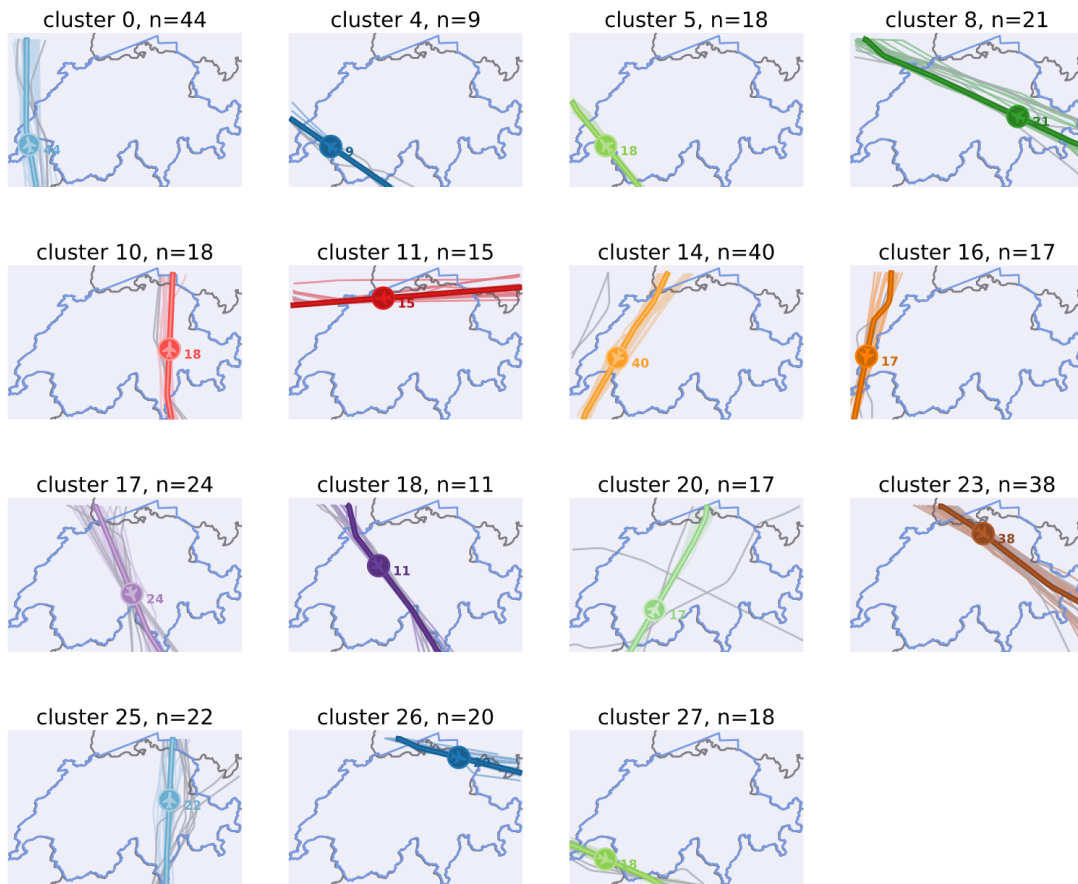 cluster 0, n=44
cluster 4, n=9
cluster 5, n=18
cluster 8, n=21
44
9
18
21
cluster 10, n=18
cluster 11, n=15
cluster 14, n=40
cluster 16, n=17
18
15
40
17
cluster 17, n=24
cluster 18, n=11
cluster 20, n=17
cluster 23, n=38
24
11
17
38
cluster 25, n=22
cluster 26, n=20
cluster 27, n=18
22
18